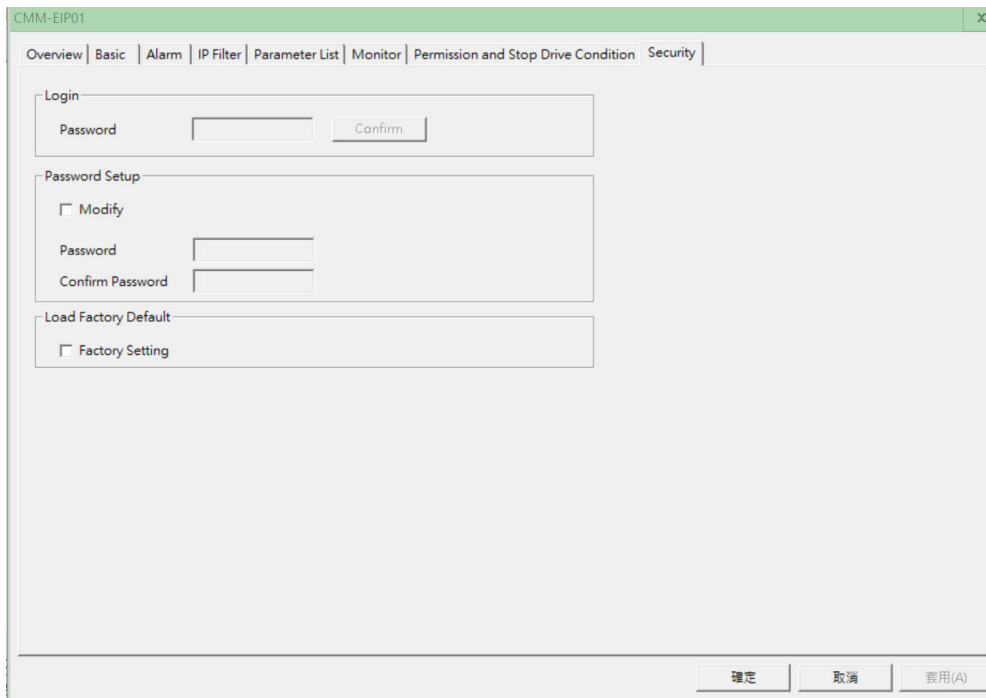 CMM-EIP01 x
Overview Basic Alarm IP Filter Parameter List Monitor Permission and Stop Drive Condition Security
Login
Password Confirm
Password Setup
Modify
Password
Confirm Password
Load Factory Default
Factory Setting
確定 取消 套用(A)